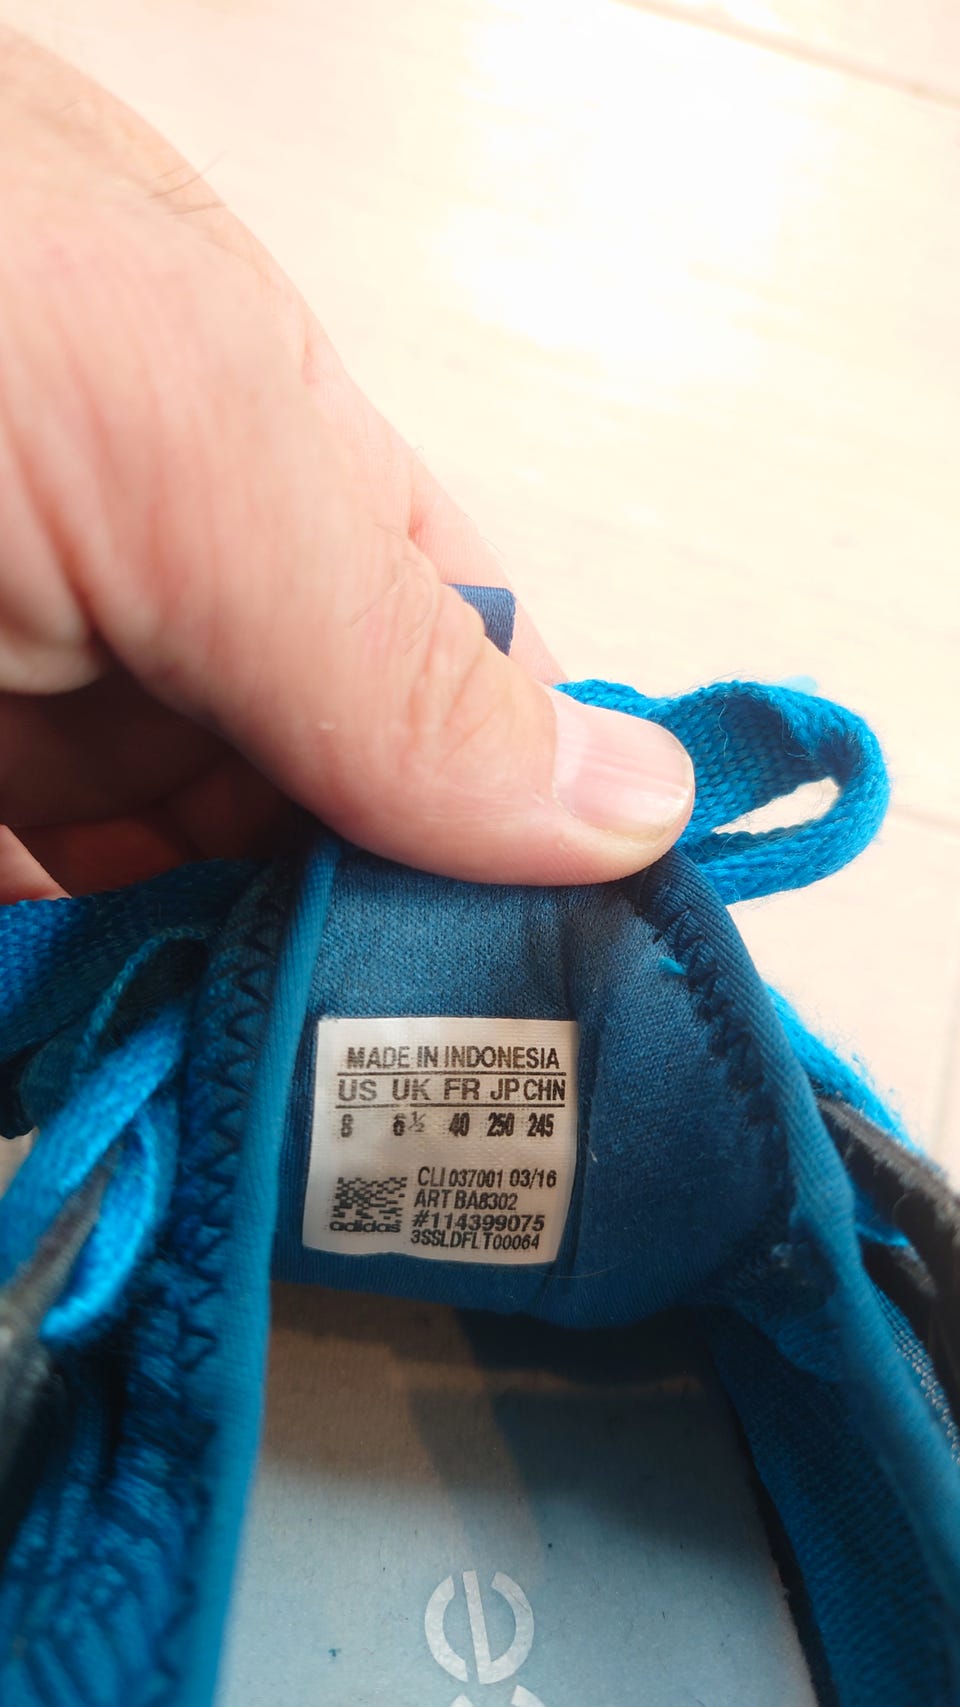 MADE IN INDONESIA
US UK FR JP CHN
8 6½ 40 250 245
CLI 037001 03/16
ART BA8302
#114399075
3SSLDFLT00064
adidas